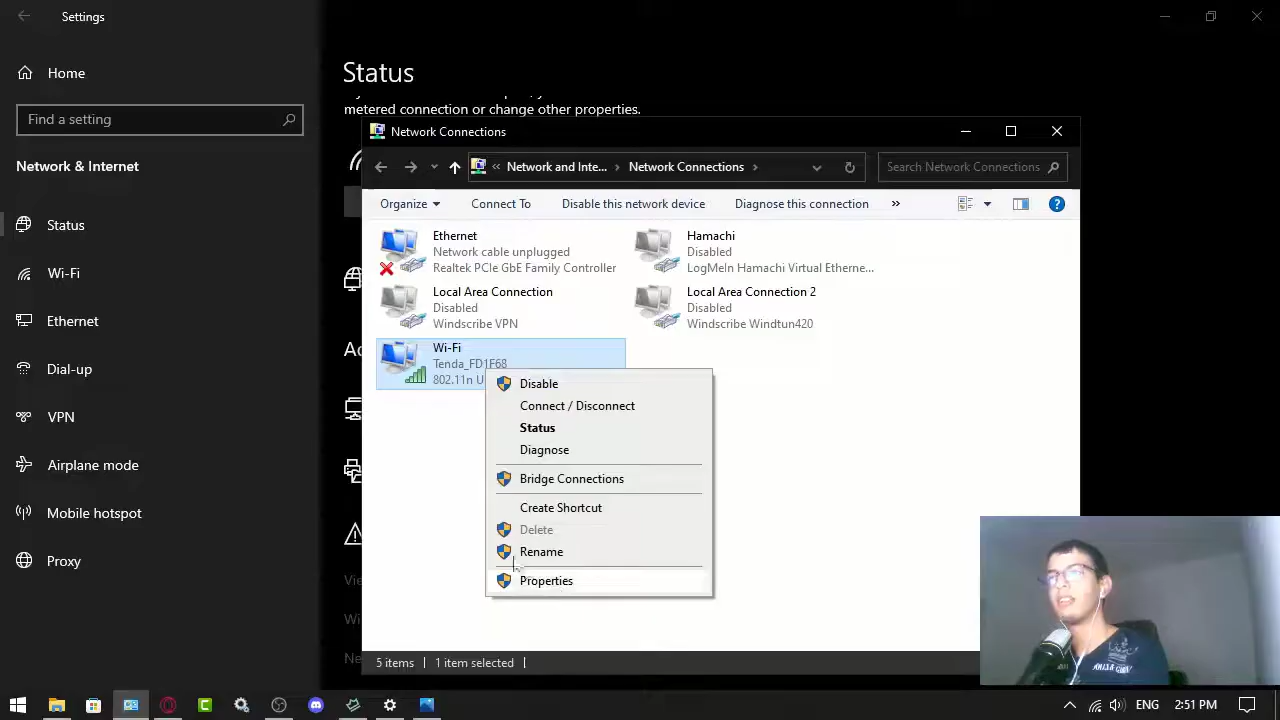 Settings
Home
Find a setting
Network & Internet
Status
Wi-Fi
Ethernet
Dial-up
VPN
Airplane mode
Mobile hotspot
Proxy
Status
metered connection or change other properties.
Network Connections
« Network and Inte... › Network Connections ›
Search Network Connections
Organize
Connect To
Disable this network device
Diagnose this connection
»
Ethernet
Network cable unplugged
Realtek PCIe GbE Family Controller
Hamachi
Disabled
LogMeIn Hamachi Virtual Etherne...
Local Area Connection
Disabled
Windscribe VPN
Local Area Connection 2
Disabled
Windscribe Windtun420
Wi-Fi
Tenda_FD1F68
802.11n U
Disable
Connect / Disconnect
Status
Diagnose
Bridge Connections
Create Shortcut
Delete
Rename
Properties
5 items
1 item selected
ENG
2:51 PM